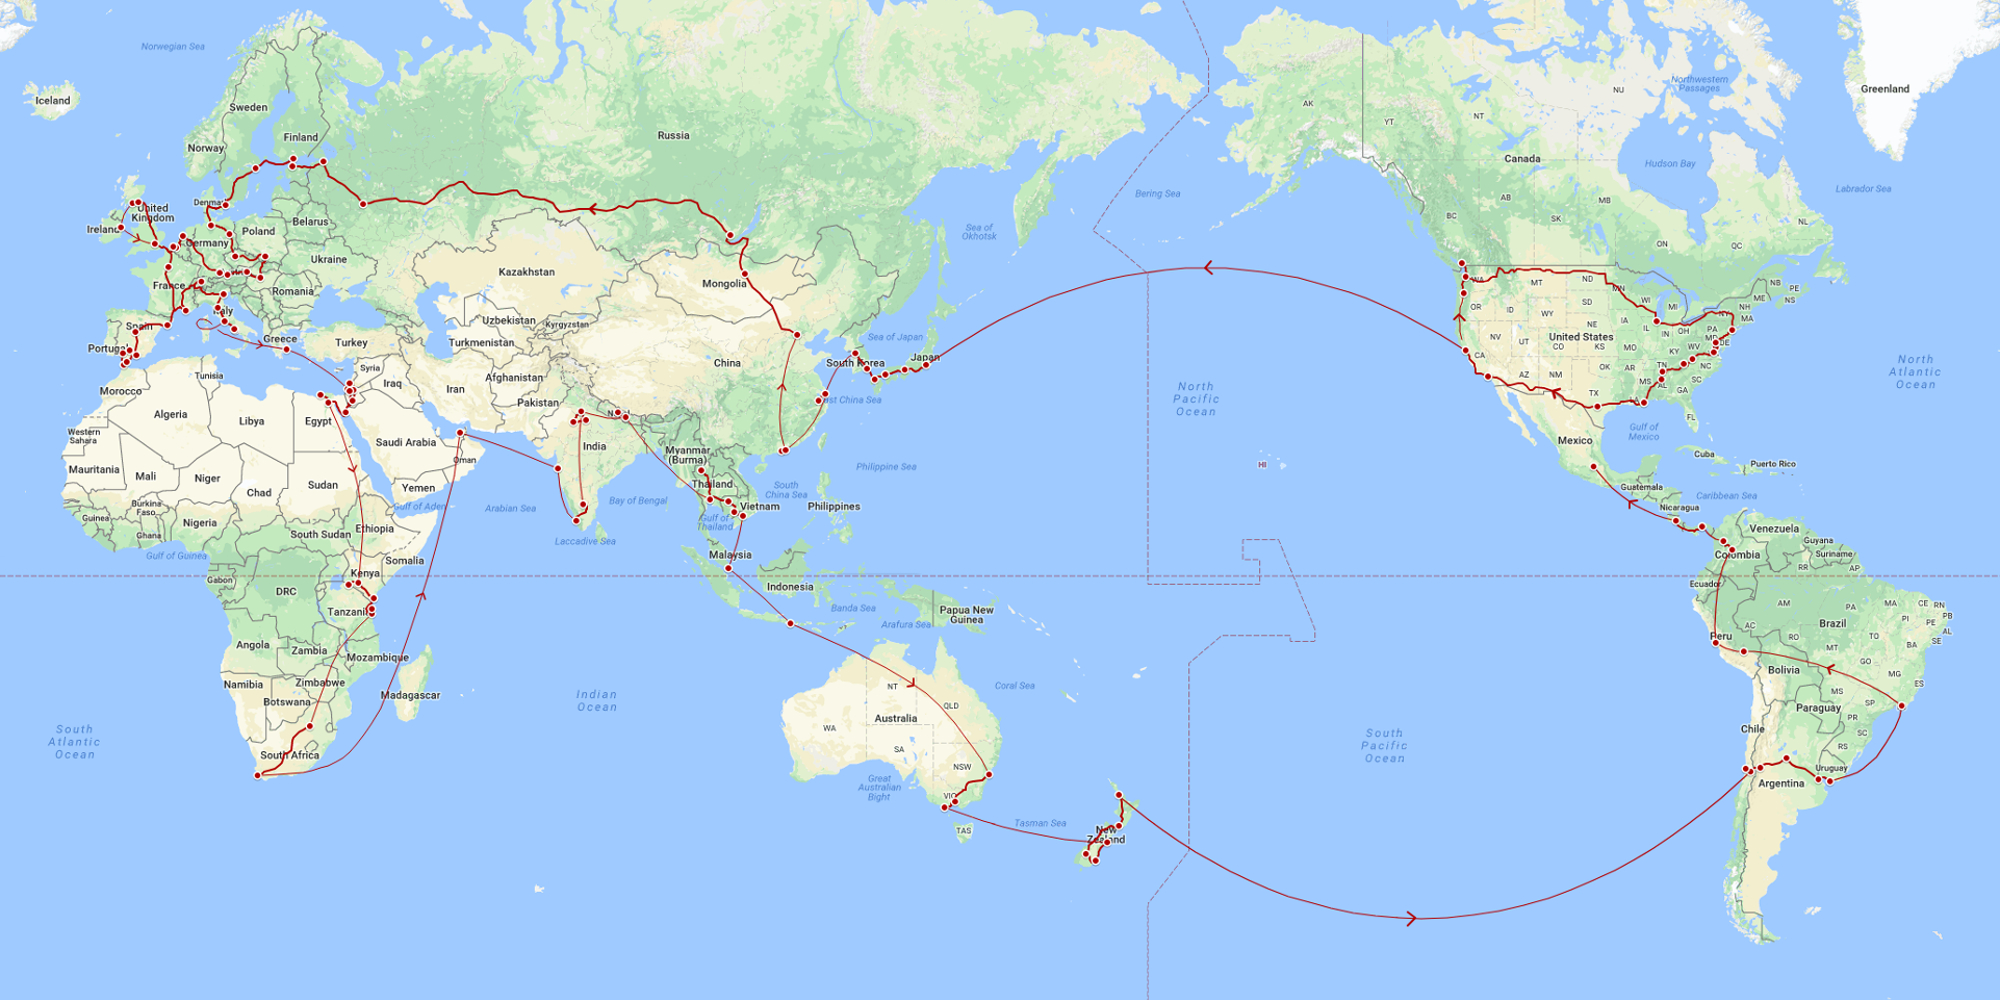 Norwegian Sea
Iceland
Sweden
Finland
Norway
Russia
United
Kingdom
Ireland
Belarus
Poland
Germany
Ukraine
France
Romania
Italy
Spain
Portugal
Greece
Turkey
Kazakhstan
Uzbekistan
Kyrgyzstan
Turkmenistan
Mongolia
China
South Korea
Japan
Sea of Japan
East China Sea
Sea of
Okhotsk
Bering Sea
Syria
Iraq
Iran
Afghanistan
Pakistan
India
Myanmar
(Burma)
Thailand
Vietnam
Gulf of
Thailand
South
China Sea
Philippine Sea
Philippines
Malaysia
Indonesia
Banda Sea
Arafura Sea
Papua New
Guinea
Bay of Bengal
Laccadive Sea
Arabian Sea
Tunisia
Morocco
Algeria
Libya
Egypt
Western
Sahara
Saudi Arabia
Oman
Yemen
Gulf of Aden
Mauritania
Mali
Niger
Chad
Sudan
Burkina
Faso
Guinea
Ghana
Nigeria
South Sudan
Ethiopia
Somalia
Gulf of Guinea
Gabon
DRC
Kenya
Tanzania
Angola
Zambia
Mozambique
Namibia
Zimbabwe
Botswana
Madagascar
South Africa
South
Atlantic
Ocean
Indian
Ocean
Australia
NT
QLD
WA
SA
NSW
VIC
TAS
Great
Australian
Bight
Coral Sea
Tasman Sea
New
Zealand
North
Pacific
Ocean
HI
South
Pacific
Ocean
AK
YT
NT
NU
Northwestern
Passages
Greenland
Canada
Hudson Bay
Labrador Sea
BC
AB
SK
MB
ON
QC
NL
NB
PE
NS
WA
MT
ND
MN
OR
ID
SD
WI
MI
NY
NH
ME
MA
WY
NE
IA
IL
IN
OH
PA
MD
DE
NV
UT
CO
KS
MO
KY
WV
CA
AZ
NM
OK
AR
NC
SC
MS
AL
GA
TX
LA
FL
United States
Gulf of
Mexico
Mexico
Cuba
Puerto Rico
Guatemala
Caribbean Sea
Nicaragua
North
Atlantic
Ocean
Venezuela
Guyana
Suriname
Colombia
RR
AP
Ecuador
AM
PA
MA
CE
RN
PB
PI
PE
AL
SE
AC
RO
TO
BA
Brazil
Peru
MT
GO
Bolivia
MG
ES
MS
SP
Paraguay
PR
SC
RS
Chile
Uruguay
Argentina